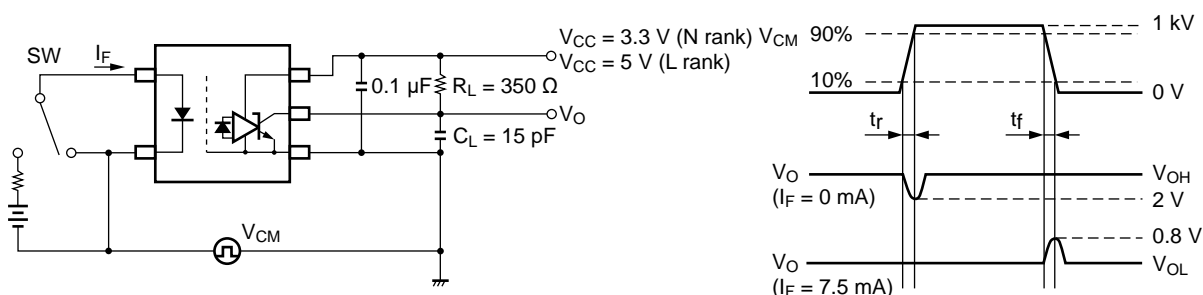 SW
I_F
V_CC = 3.3 V (N rank)
V_CC = 5 V (L rank)
0.1 μF
R_L = 350 Ω
V_O
C_L = 15 pF
V_CM
V_CM
90%
10%
1 kV
0 V
t_r
t_f
V_O
(I_F = 0 mA)
V_OH
2 V
0.8 V
V_O
(I_F = 7.5 mA)
V_OL